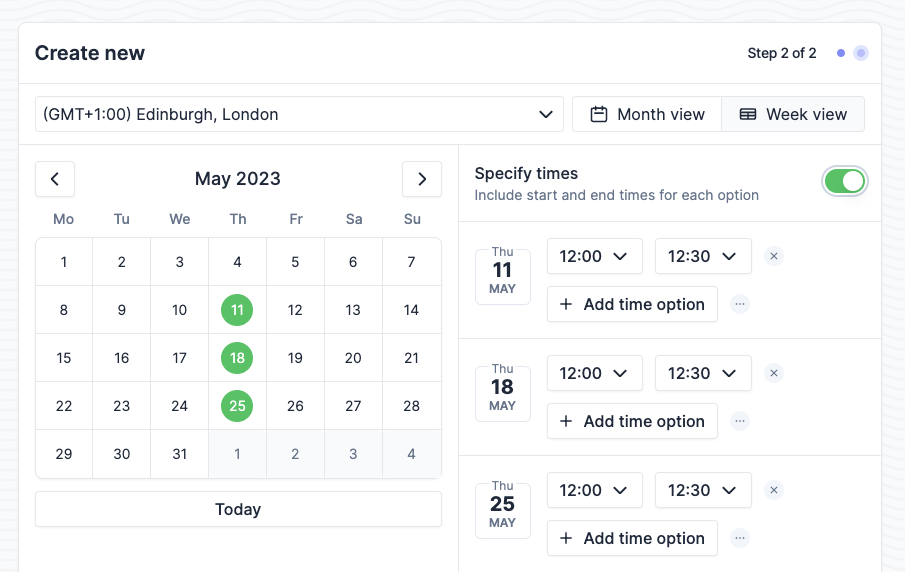 Create new
Step 2 of 2
(GMT+1:00) Edinburgh, London
Month view
Week view
May 2023
Mo Tu We Th Fr Sa Su
1 2 3 4 5 6 7
8 9 10 11 12 13 14
15 16 17 18 19 20 21
22 23 24 25 26 27 28
29 30 31 1 2 3 4
Today
Specify times
Include start and end times for each option
Thu
11
MAY
12:00
12:30
+ Add time option
Thu
18
MAY
12:00
12:30
+ Add time option
Thu
25
MAY
12:00
12:30
+ Add time option